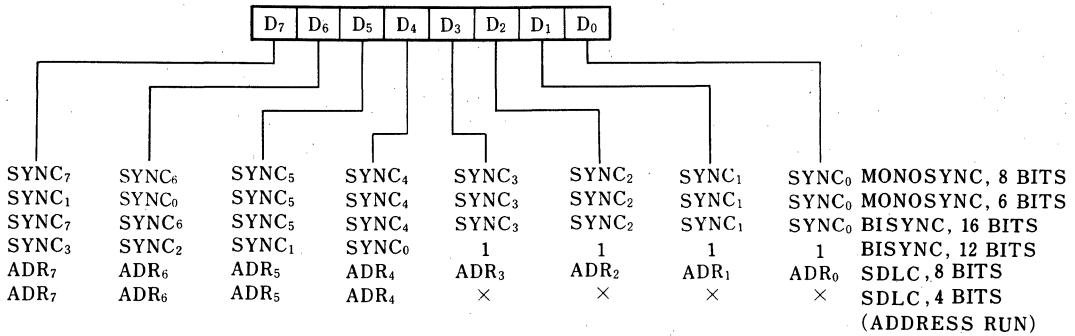 D₇ D₆ D₅ D₄ D₃ D₂ D₁ D₀
SYNC₇ SYNC₆ SYNC₅ SYNC₄ SYNC₃ SYNC₂ SYNC₁ SYNC₀ MONOSYNC, 8 BITS
SYNC₁ SYNC₀ SYNC₅ SYNC₄ SYNC₃ SYNC₂ SYNC₁ SYNC₀ MONOSYNC, 6 BITS
SYNC₇ SYNC₆ SYNC₅ SYNC₄ SYNC₃ SYNC₂ SYNC₁ SYNC₀ BISYNC, 16 BITS
SYNC₃ SYNC₂ SYNC₁ SYNC₀ 1 1 1 1 BISYNC, 12 BITS
ADR₇ ADR₆ ADR₅ ADR₄ ADR₃ ADR₂ ADR₁ ADR₀ SDLC, 8 BITS
ADR₇ ADR₆ ADR₅ ADR₄ × × × × SDLC, 4 BITS
(ADDRESS RUN)